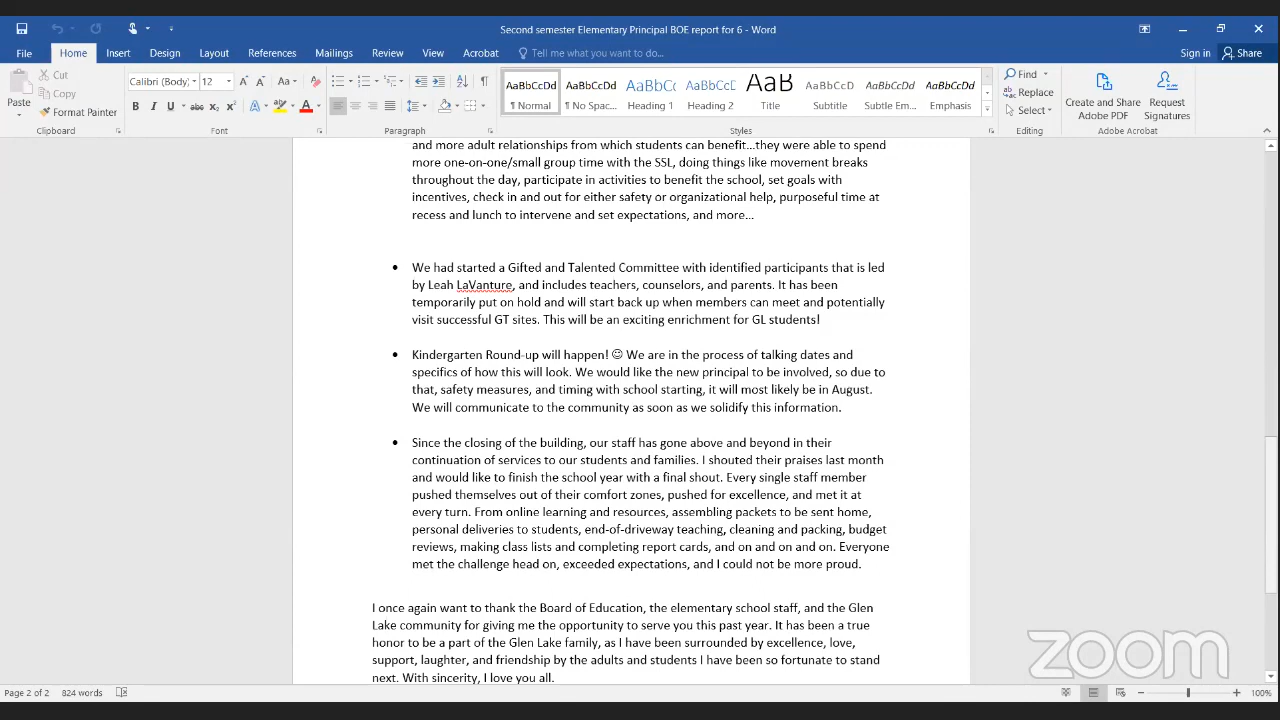 Second semester Elementary Principal BOE report for 6 - Word
File Home Insert Design Layout References Mailings Review View Acrobat Tell me what you want to do... Sign in Share
Paste Cut Copy Format Painter Clipboard
Calibri (Body) 12 A A Aa B I U abc X₂ X² A A Font
Paragraph
AaBbCcDd ¶ Normal AaBbCcDd ¶ No Spac... AaBbC( Heading 1 AaBbCcD Headin... AaB Title AaBbCcD Subtitle AaBbCcDd Subtle Em... AaBbCcDd Emphasis Styles
Find Replace Select Editing
Create and Share Adobe PDF Request Signatures Adobe Acrobat
and more adult relationships from which students can benefit…they were able to spend
more one-on-one/small group time with the SSL, doing things like movement breaks
throughout the day, participate in activities to benefit the school, set goals with
incentives, check in and out for either safety or organizational help, purposeful time at
recess and lunch to intervene and set expectations, and more…
• We had started a Gifted and Talented Committee with identified participants that is led
by Leah LaVanture, and includes teachers, counselors, and parents. It has been
temporarily put on hold and will start back up when members can meet and potentially
visit successful GT sites. This will be an exciting enrichment for GL students!
• Kindergarten Round-up will happen! ☺ We are in the process of talking dates and
specifics of how this will look. We would like the new principal to be involved, so due to
that, safety measures, and timing with school starting, it will most likely be in August.
We will communicate to the community as soon as we solidify this information.
• Since the closing of the building, our staff has gone above and beyond in their
continuation of services to our students and families. I shouted their praises last month
and would like to finish the school year with a final shout. Every single staff member
pushed themselves out of their comfort zones, pushed for excellence, and met it at
every turn. From online learning and resources, assembling packets to be sent home,
personal deliveries to students, end-of-driveway teaching, cleaning and packing, budget
reviews, making class lists and completing report cards, and on and on and on. Everyone
met the challenge head on, exceeded expectations, and I could not be more proud.
I once again want to thank the Board of Education, the elementary school staff, and the Glen
Lake community for giving me the opportunity to serve you this past year. It has been a true
honor to be a part of the Glen Lake family, as I have been surrounded by excellence, love,
support, laughter, and friendship by the adults and students I have been so fortunate to stand
next. With sincerity, I love you all.
zoom
Page 2 of 2 824 words 100%